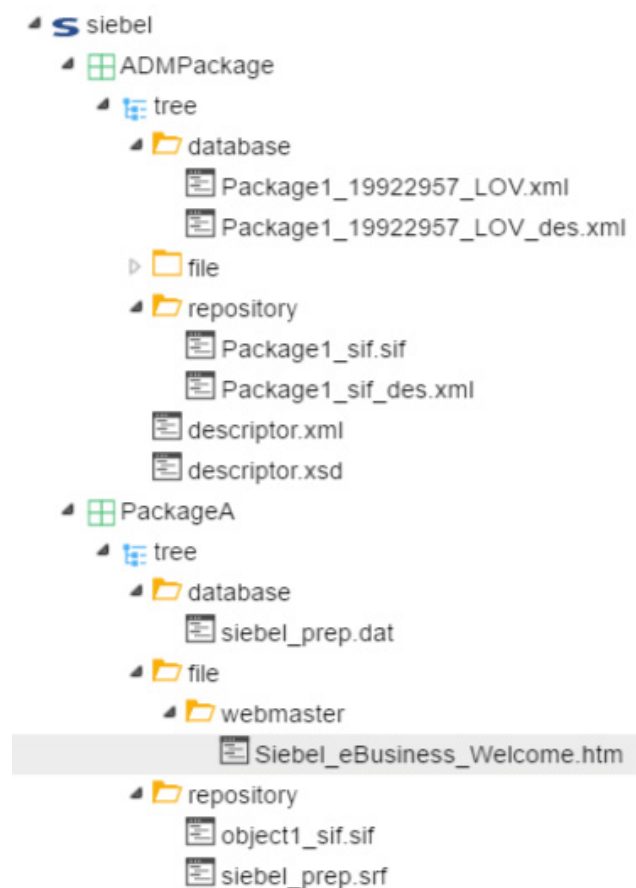 siebel
ADMPackage
tree
database
Package1_19922957_LOV.xml
Package1_19922957_LOV_des.xml
file
repository
Package1_sif.sif
Package1_sif_des.xml
descriptor.xml
descriptor.xsd
PackageA
tree
database
siebel_prep.dat
file
webmaster
Siebel_eBusiness_Welcome.htm
repository
object1_sif.sif
siebel_prep.srf